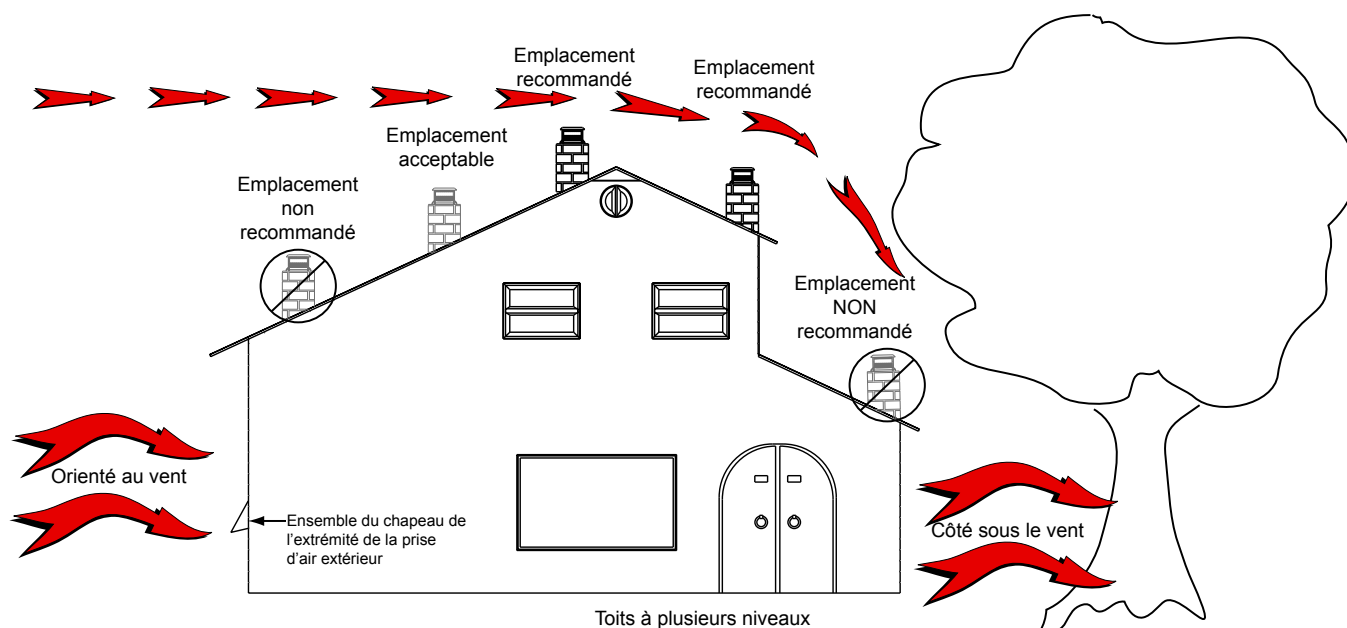 Emplacement
recommandé
Emplacement
recommandé
Emplacement
acceptable
Emplacement
non
recommandé
Emplacement
NON
recommandé
Orienté au vent
Ensemble du chapeau de
l'extrémité de la prise
d'air extérieur
Côté sous le vent
Toits à plusieurs niveaux